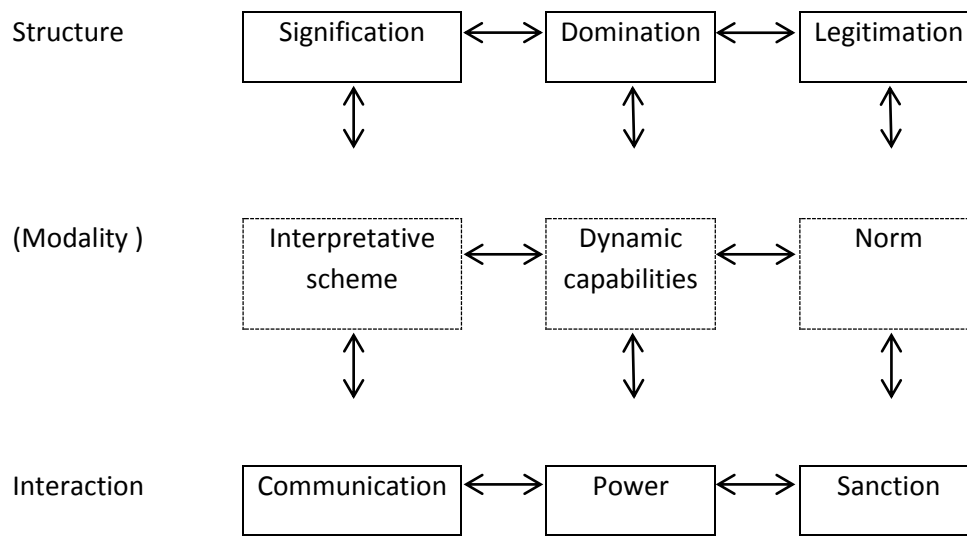 Structure Signification Domination Legitimation
(Modality ) Interpretative Dynamic Norm
scheme capabilities
Interaction Communication Power Sanction